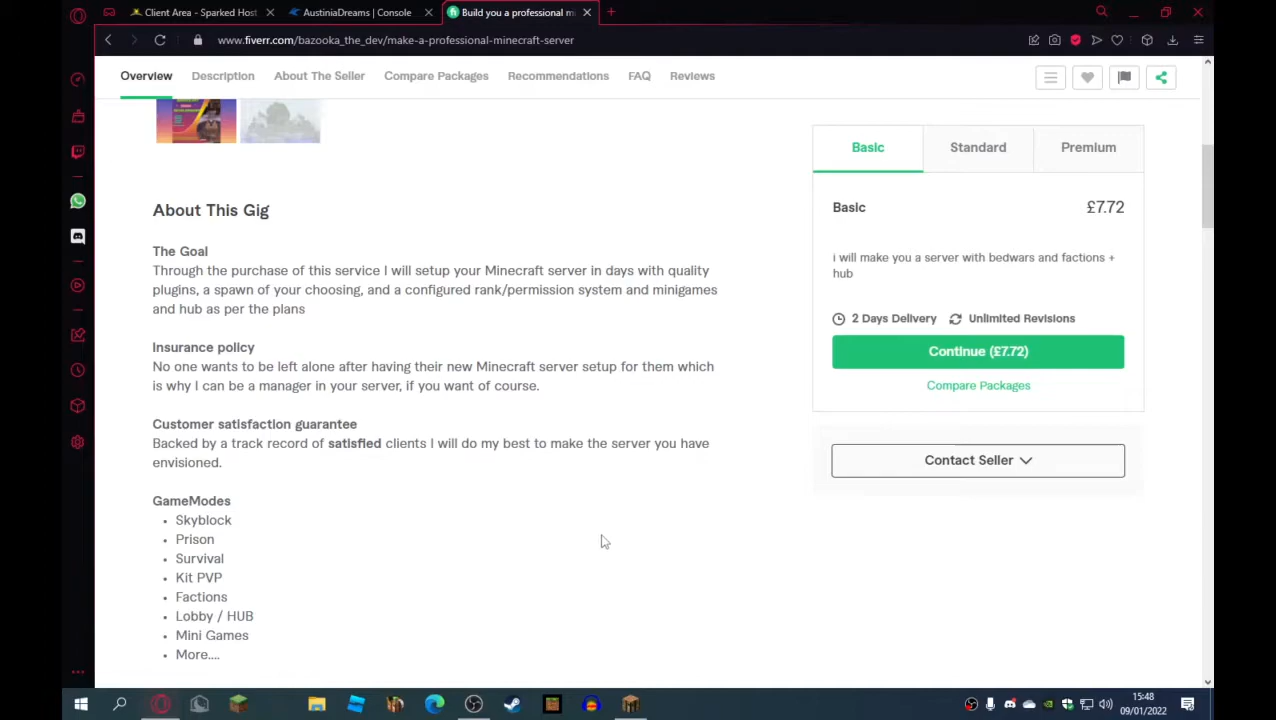 Client Area - Sparked Host
AustiniaDreams | Console
Build you a professional mi
www.fiverr.com/bazooka_the_dev/make-a-professional-minecraft-server
Overview Description About The Seller Compare Packages Recommendations FAQ Reviews
Basic Standard Premium
About This Gig
Basic £7.72
The Goal
Through the purchase of this service I will setup your Minecraft server in days with quality
plugins, a spawn of your choosing, and a configured rank/permission system and minigames
and hub as per the plans
i will make you a server with bedwars and factions +
hub
2 Days Delivery Unlimited Revisions
Continue (£7.72)
Compare Packages
Insurance policy
No one wants to be left alone after having their new Minecraft server setup for them which
is why I can be a manager in your server, if you want of course.
Customer satisfaction guarantee
Backed by a track record of satisfied clients I will do my best to make the server you have
envisioned.
Contact Seller
GameModes
• Skyblock
• Prison
• Survival
• Kit PVP
• Factions
• Lobby / HUB
• Mini Games
• More....
15:48
09/01/2022